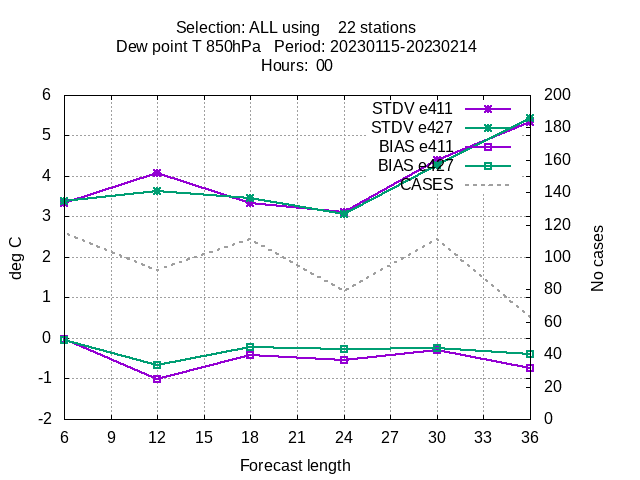 Selection: ALL using    22 stations
Dew point T 850hPa   Period: 20230115-20230214
Hours:  00
STDV e411
STDV e427
BIAS e411
BIAS e427
CASES
deg C
6
5
4
3
2
1
0
-1
-2
No cases
200
180
160
140
120
100
80
60
40
20
0
6 9 12 15 18 21 24 27 30 33 36
Forecast length